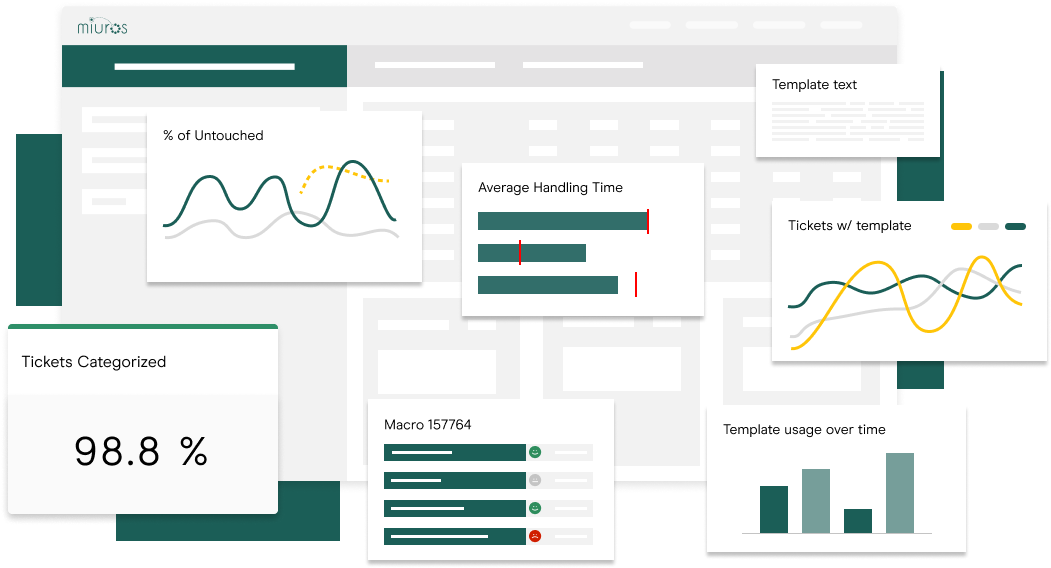 miuros
Template text
% of Untouched
Average Handling Time
Tickets w/ template
Tickets Categorized
98.8 %
Macro 157764
Template usage over time